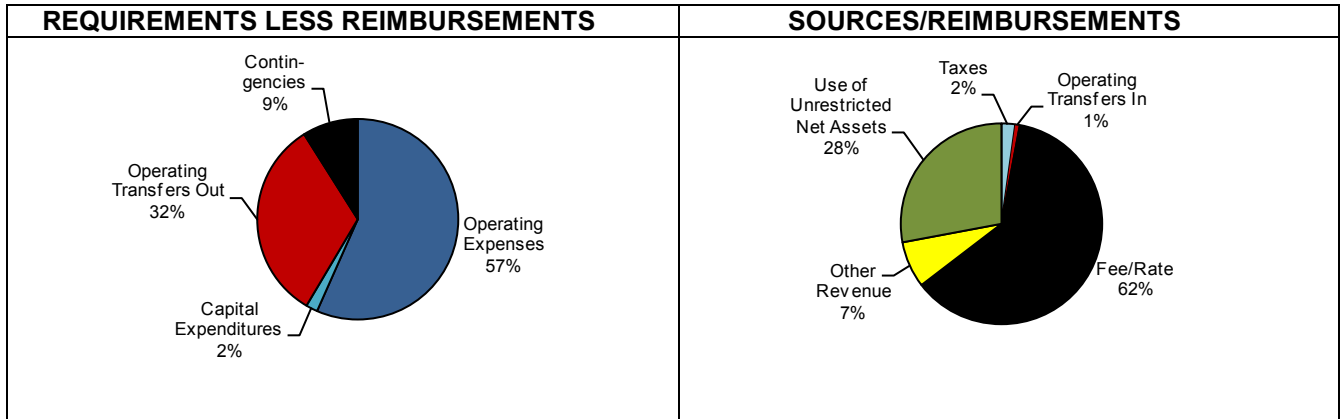 REQUIREMENTS LESS REIMBURSEMENTS
Contin-
gencies
9%
Operating
Transfers Out
32%
Operating
Expenses
57%
Capital
Expenditures
2%
SOURCES/REIMBURSEMENTS
Taxes
2%
Operating
Transfers In
1%
Use of
Unrestricted
Net Assets
28%
Other
Revenue
7%
Fee/Rate
62%